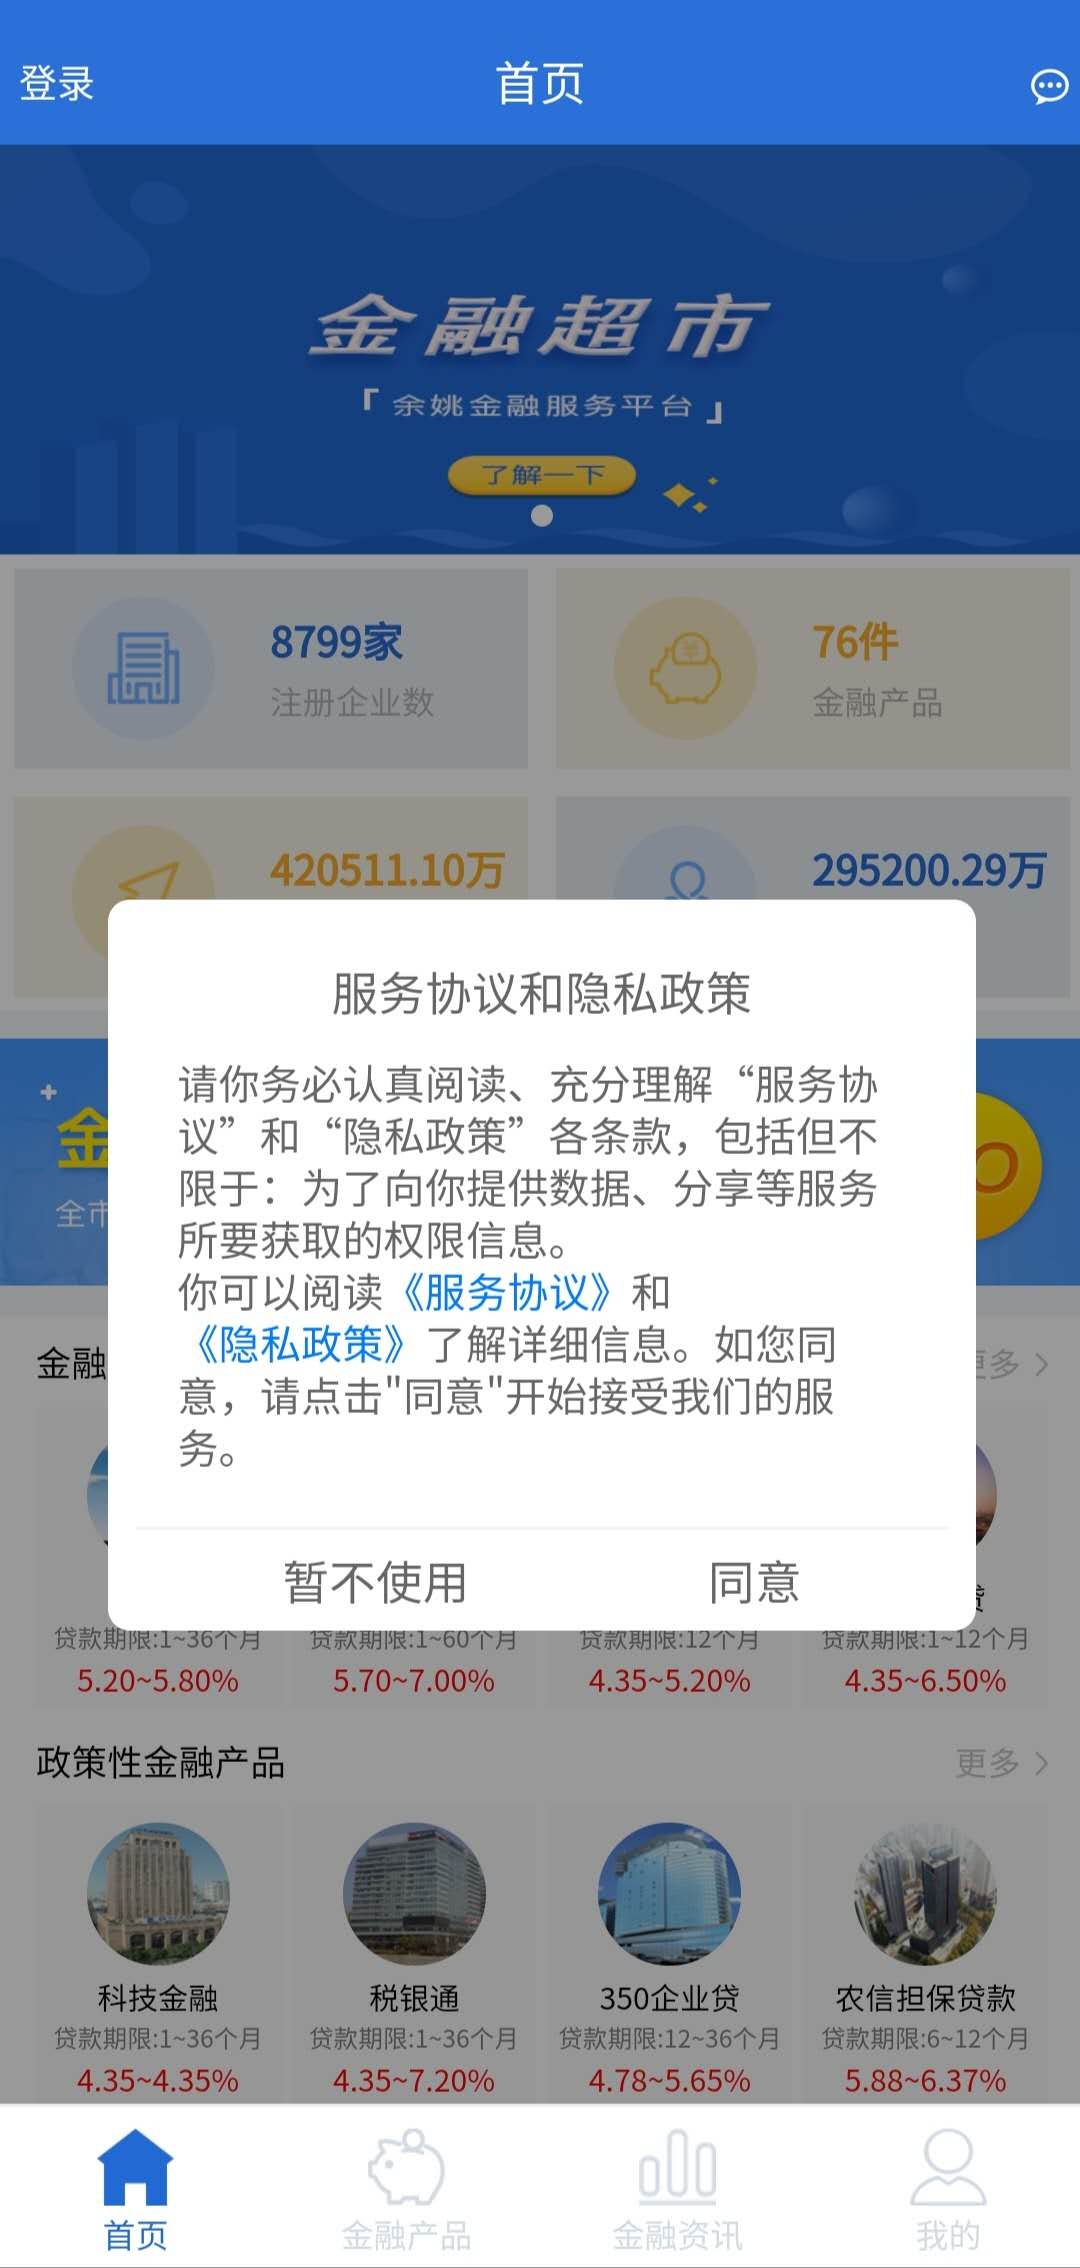 登录
首页
金融超市
「余姚金融服务平台」
了解一下
8799家
注册企业数
76件
金融产品
420511.10万
295200.29万
金
全市
服务协议和隐私政策
请你务必认真阅读、充分理解“服务协
议”和“隐私政策”各条款，包括但不
限于：为了向你提供数据、分享等服务
所要获取的权限信息。
你可以阅读《服务协议》和
《隐私政策》了解详细信息。如您同
意，请点击"同意"开始接受我们的服
务。
暂不使用
同意
金融
更多
贷
贷款期限:1~36个月
贷款期限:1~60个月
贷款期限:12个月
贷款期限:1~12个月
5.20~5.80%
5.70~7.00%
4.35~5.20%
4.35~6.50%
政策性金融产品
更多
科技金融
税银通
350企业贷
农信担保贷款
贷款期限:1~36个月
贷款期限:1~36个月
贷款期限:12~36个月
贷款期限:6~12个月
4.35~4.35%
4.35~7.20%
4.78~5.65%
5.88~6.37%
首页
金融产品
金融资讯
我的